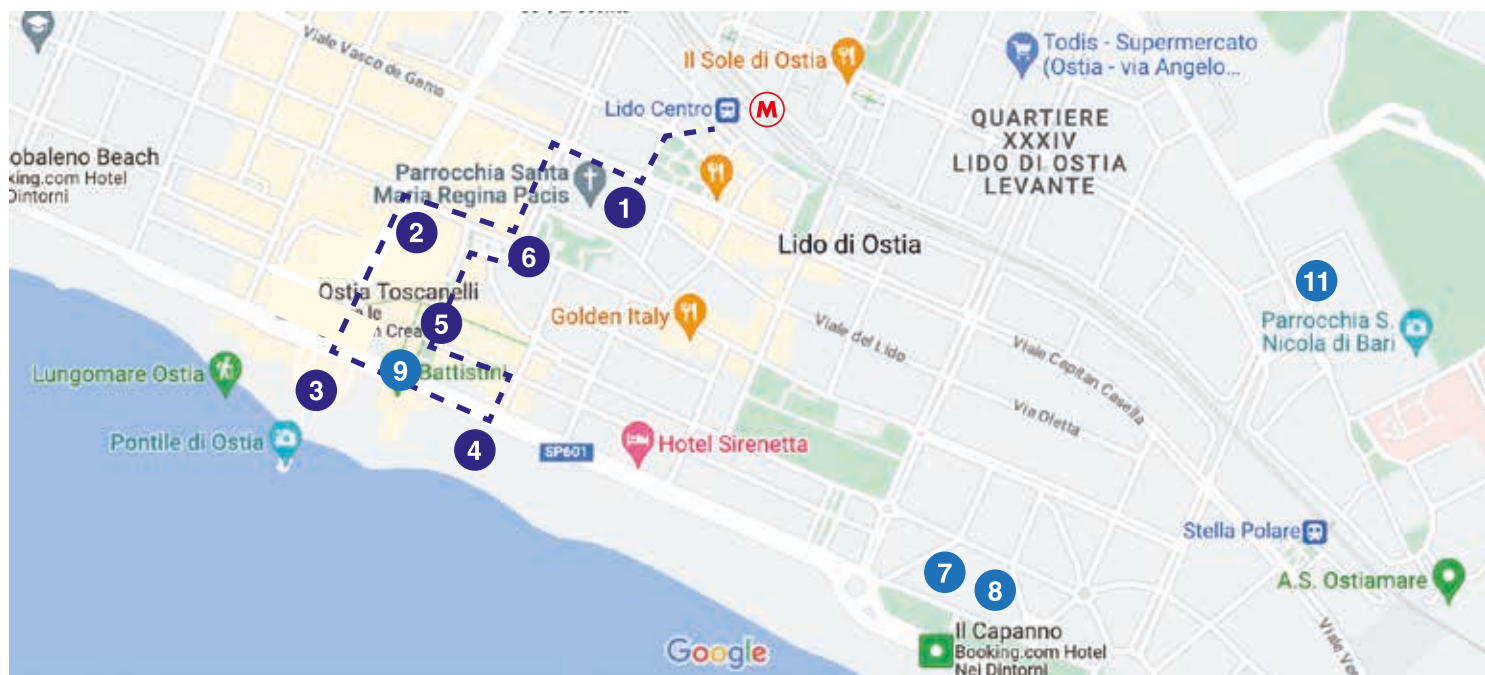 Viale Vasco de Gama
Il Sole di Ostia
Todis - Supermercato
(Ostia - via Angelo...
Lido Centro
M
QUARTIERE
XXXIV
LIDO DI OSTIA
LEVANTE
obaleno Beach
king.com Hotel
Dintorni
Parrocchia Santa
Maria Regina Pacis
1
2
6
Lido di Ostia
11
Ostia Toscanelli
5
Golden Italy
Viale del Lido
Viale Capitan Casella
Parrocchia S.
Nicola di Bari
Lungomare Ostia
9
Battistini
3
Via Oletta
Pontile di Ostia
4
SP601
Hotel Sirenetta
Stella Polare
7
8
A.S. Ostiamare
Il Capanno
Booking.com Hotel
Nei Dintorni
Google
Viale